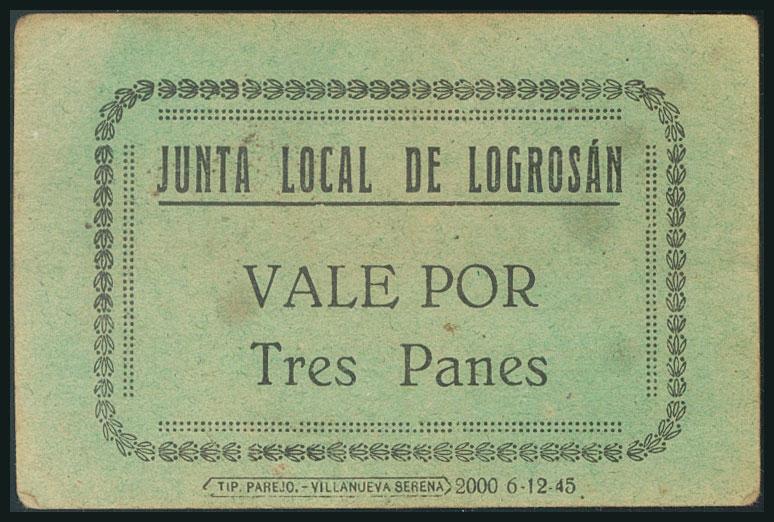 JUNTA LOCAL DE LOGROSÁN
VALE POR
Tres Panes
TIP. PAREJO.-VILLANUEVA SERENA 2000 6-12-45